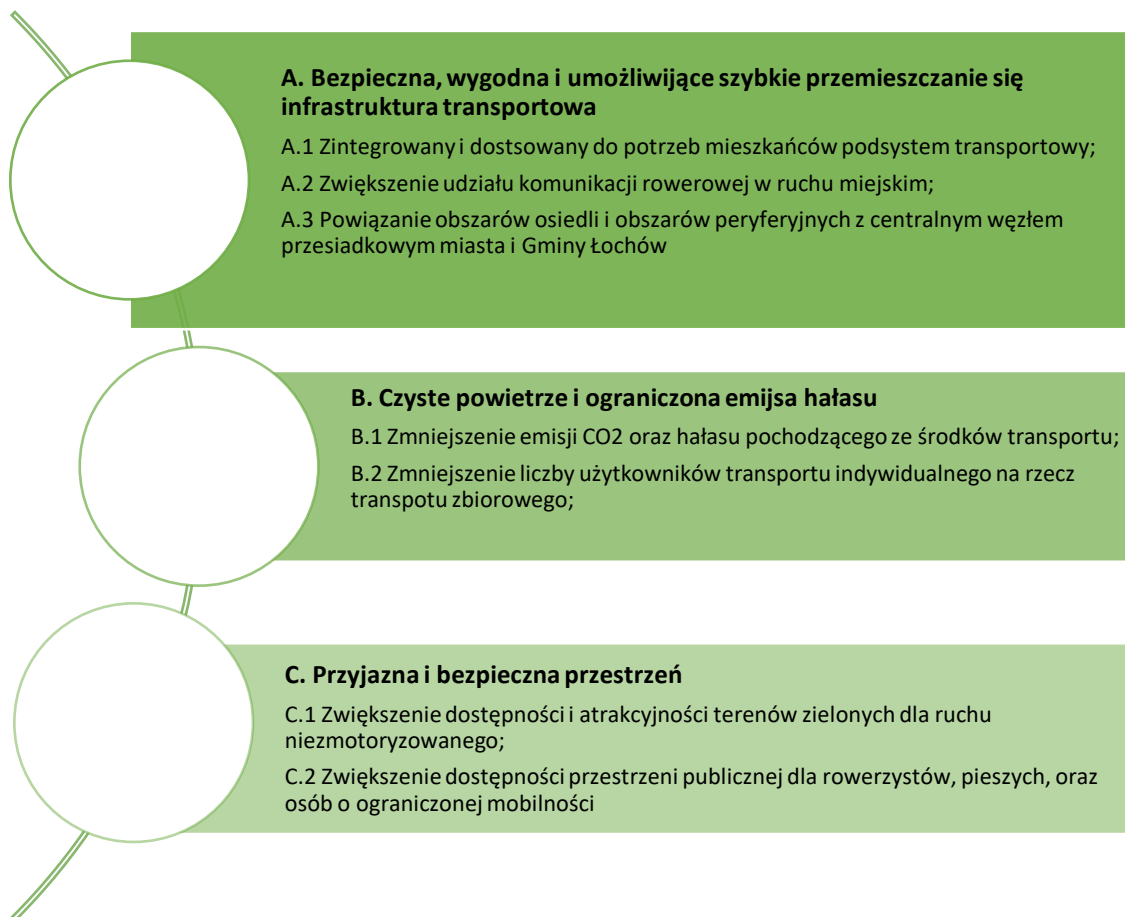 A. Bezpieczna, wygodna i umożliwijące szybkie przemieszczanie się
infrastruktura transportowa
A.1 Zintegrowany i dostsowany do potrzeb mieszkańców podsystem transportowy;
A.2 Zwiększenie udziału komunikacji rowerowej w ruchu miejskim;
A.3 Powiązanie obszarów osiedli i obszarów peryferyjnych z centralnym węzłem
przesiadkowym miasta i Gminy Łochów
B. Czyste powietrze i ograniczona emijsa hałasu
B.1 Zmniejszenie emisji CO2 oraz hałasu pochodzącego ze środków transportu;
B.2 Zmniejszenie liczby użytkowników transportu indywidualnego na rzecz
transpotu zbiorowego;
C. Przyjazna i bezpieczna przestrzeń
C.1 Zwiększenie dostępności i atrakcyjności terenów zielonych dla ruchu
niezmotoryzowanego;
C.2 Zwiększenie dostępności przestrzeni publicznej dla rowerzystów, pieszych, oraz
osób o ograniczonej mobilności